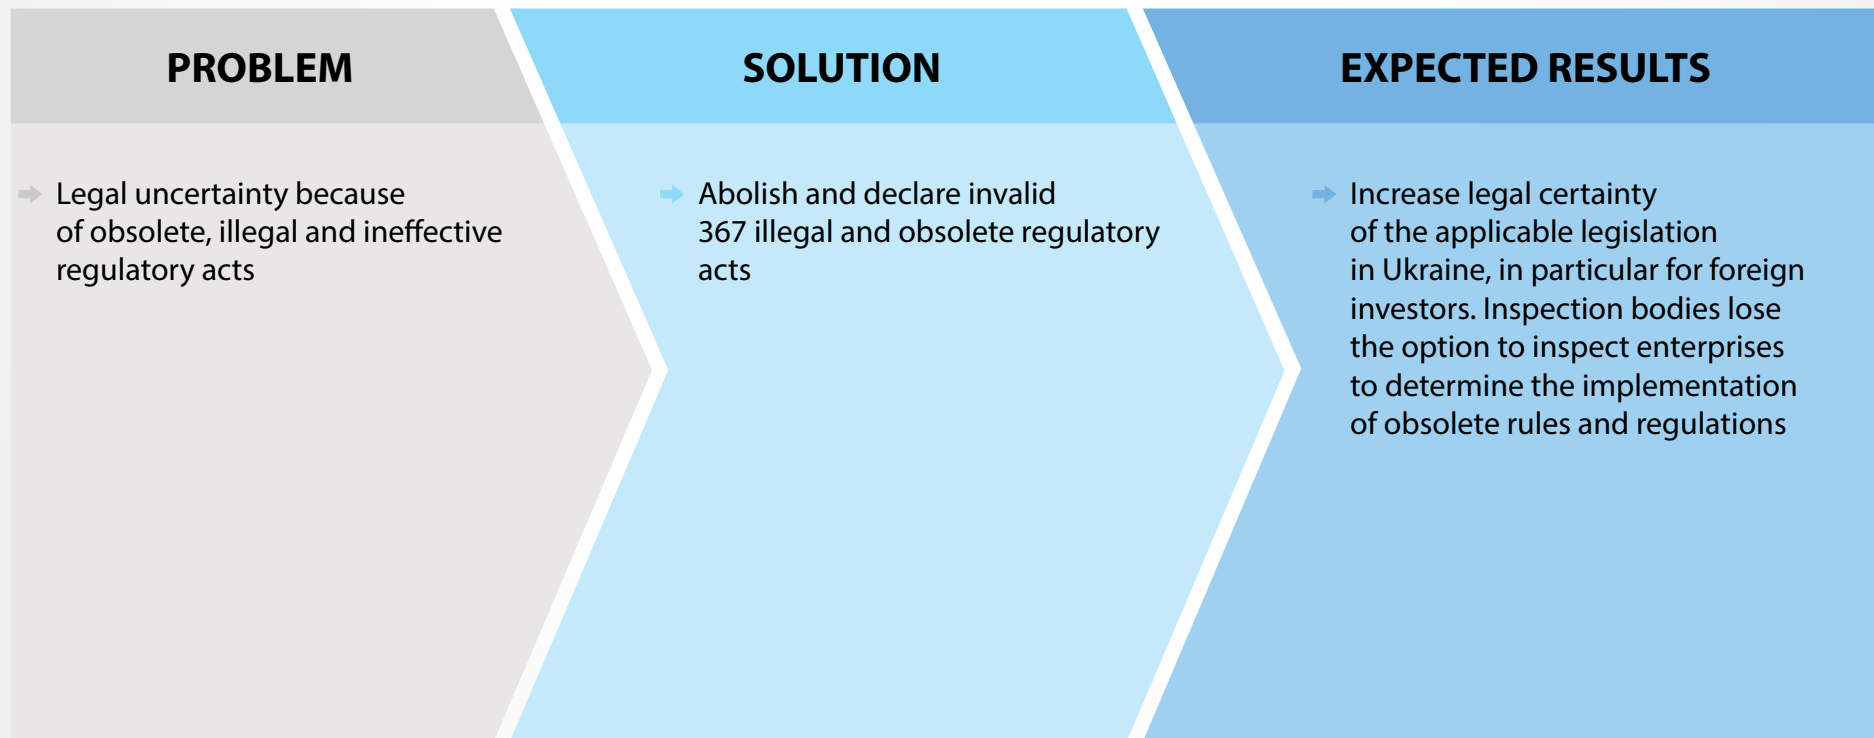 PROBLEM
Legal uncertainty because
of obsolete, illegal and ineffective
regulatory acts
SOLUTION
Abolish and declare invalid
367 illegal and obsolete regulatory
acts
EXPECTED RESULTS
Increase legal certainty
of the applicable legislation
in Ukraine, in particular for foreign
investors. Inspection bodies lose
the option to inspect enterprises
to determine the implementation
of obsolete rules and regulations